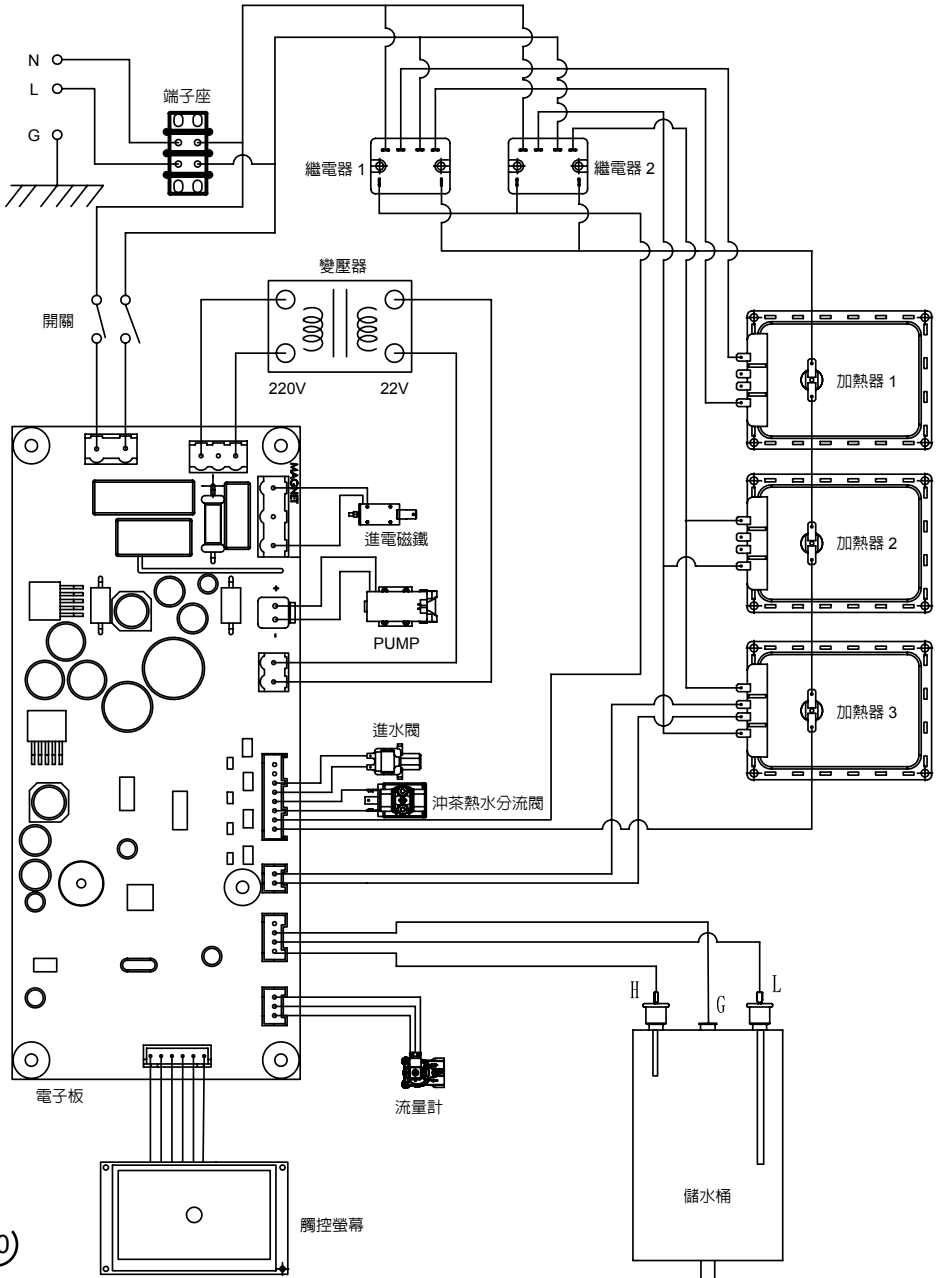 N
L
G
端子座
繼電器 1
繼電器 2
變壓器
開關
220V
22V
加熱器 1
MAGNET
進電磁鐵
加熱器 2
+
-
PUMP
加熱器 3
進水閥
沖茶熱水分流閥
H
G
L
電子板
流量計
儲水桶
觸控螢幕